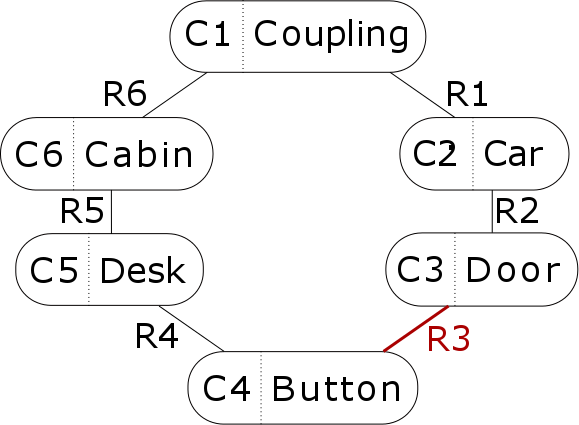 C1 Coupling
R6 R1
C6 Cabin C2 Car
R5 R2
C5 Desk C3 Door
R4 R3
C4 Button